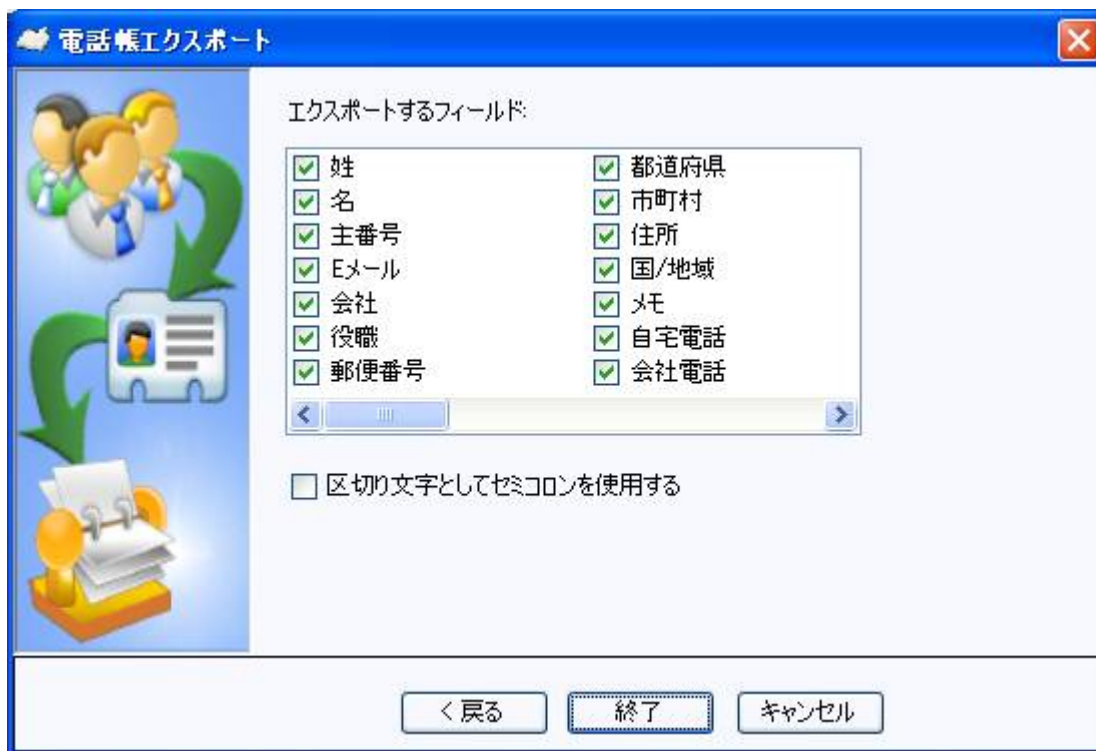 電話帳エクスポート
エクスポートするフィールド:
姓
名
主番号
Eメール
会社
役職
郵便番号
都道府県
市町村
住所
国/地域
メモ
自宅電話
会社電話
区切り文字としてセミコロンを使用する
< 戻る
終了
キャンセル